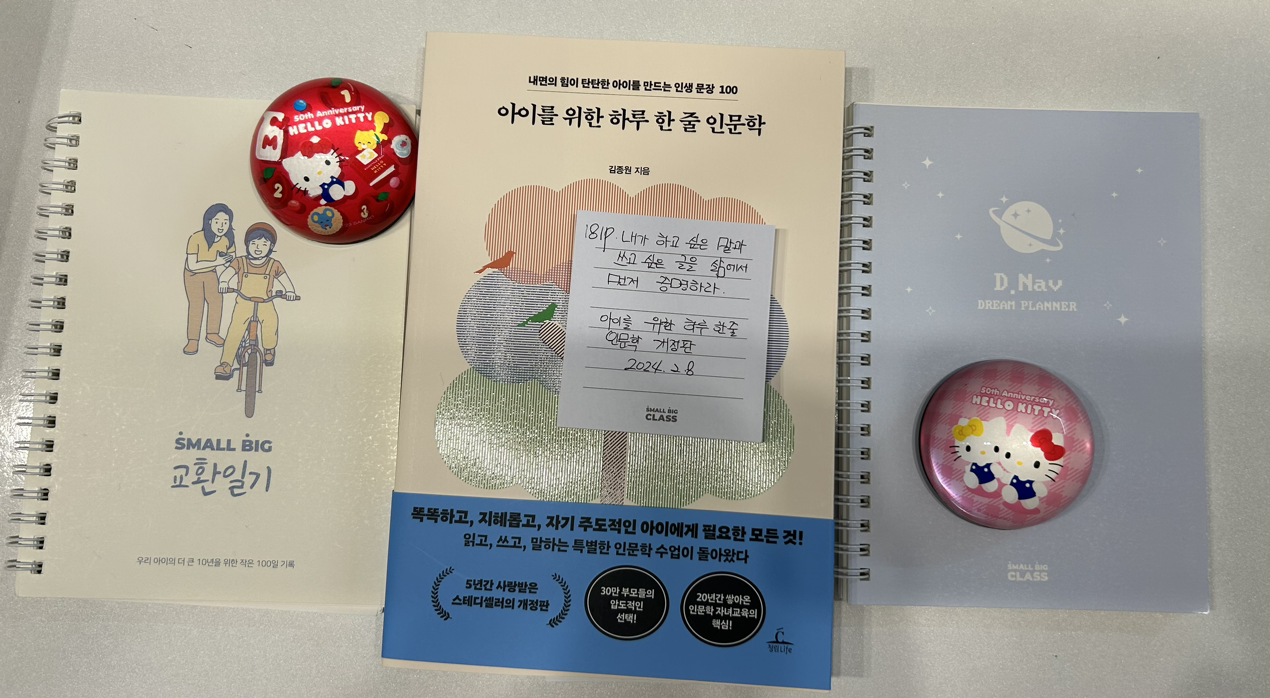 1
50th Anniversary
HELLO KITTY
2
3
SMALL BIG
교환일기
우리 아이의 더 큰 10년을 위한 작은 100일 기록
내면의 힘이 탄탄한 아이를 만드는 인생 문장 100
아이를 위한 하루 한 줄 인문학
김종원 지음
181p. 내가 하고 싶은 말과
쓰고 싶은 글을 삶에서
먼저 증명하라.
아이를 위한 하루 한줄
인문학 개정판
2024. 2. 8
SMALL BIG
CLASS
똑똑하고, 지혜롭고, 자기 주도적인 아이에게 필요한 모든 것!
읽고, 쓰고, 말하는 특별한 인문학 수업이 돌아왔다
5년간 사랑받은
스테디셀러의 개정판
30만 부모들의
압도적인
선택!
20년간 쌓아온
인문학 자녀교육의
핵심!
청림Life
D.Nav
DREAM PLANNER
50th Anniversary
HELLO KITTY
SMALL BIG
CLASS